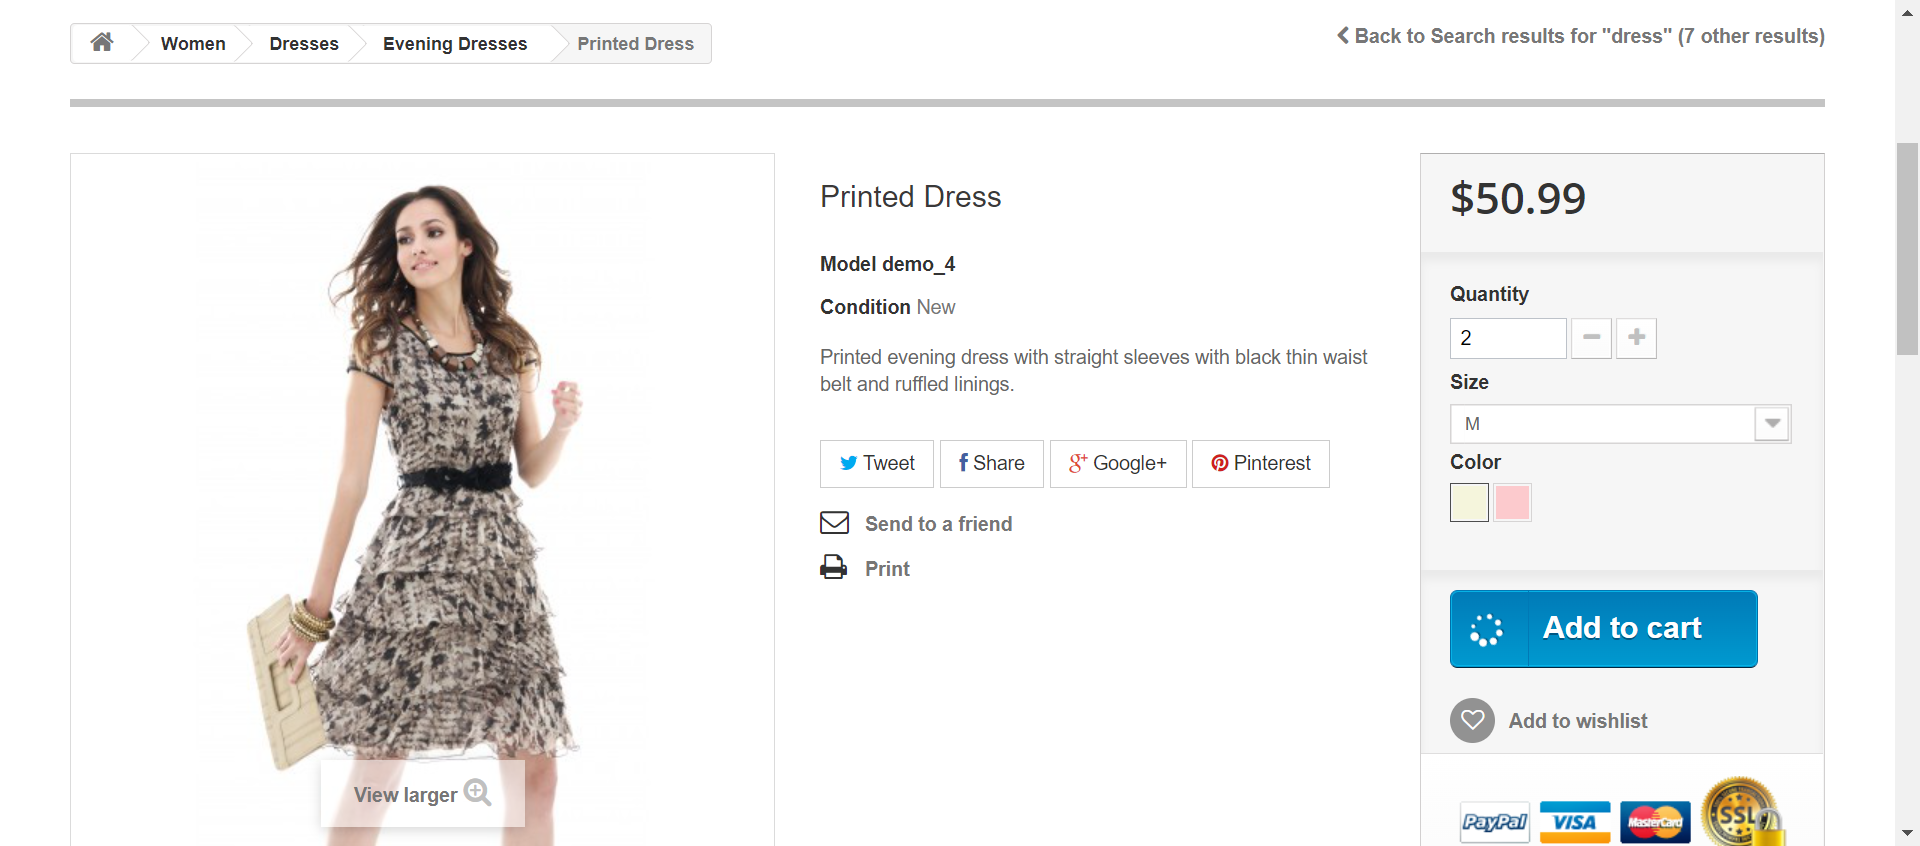 Women
Dresses
Evening Dresses
Printed Dress
Back to Search results for "dress" (7 other results)
Printed Dress
Model demo_4
Condition New
Printed evening dress with straight sleeves with black thin waist
belt and ruffled linings.
Tweet
Share
Google+
Pinterest
Send to a friend
Print
View larger
$50.99
Quantity
2
Size
M
Color
Add to cart
Add to wishlist
PayPal
VISA
MasterCard
SSL